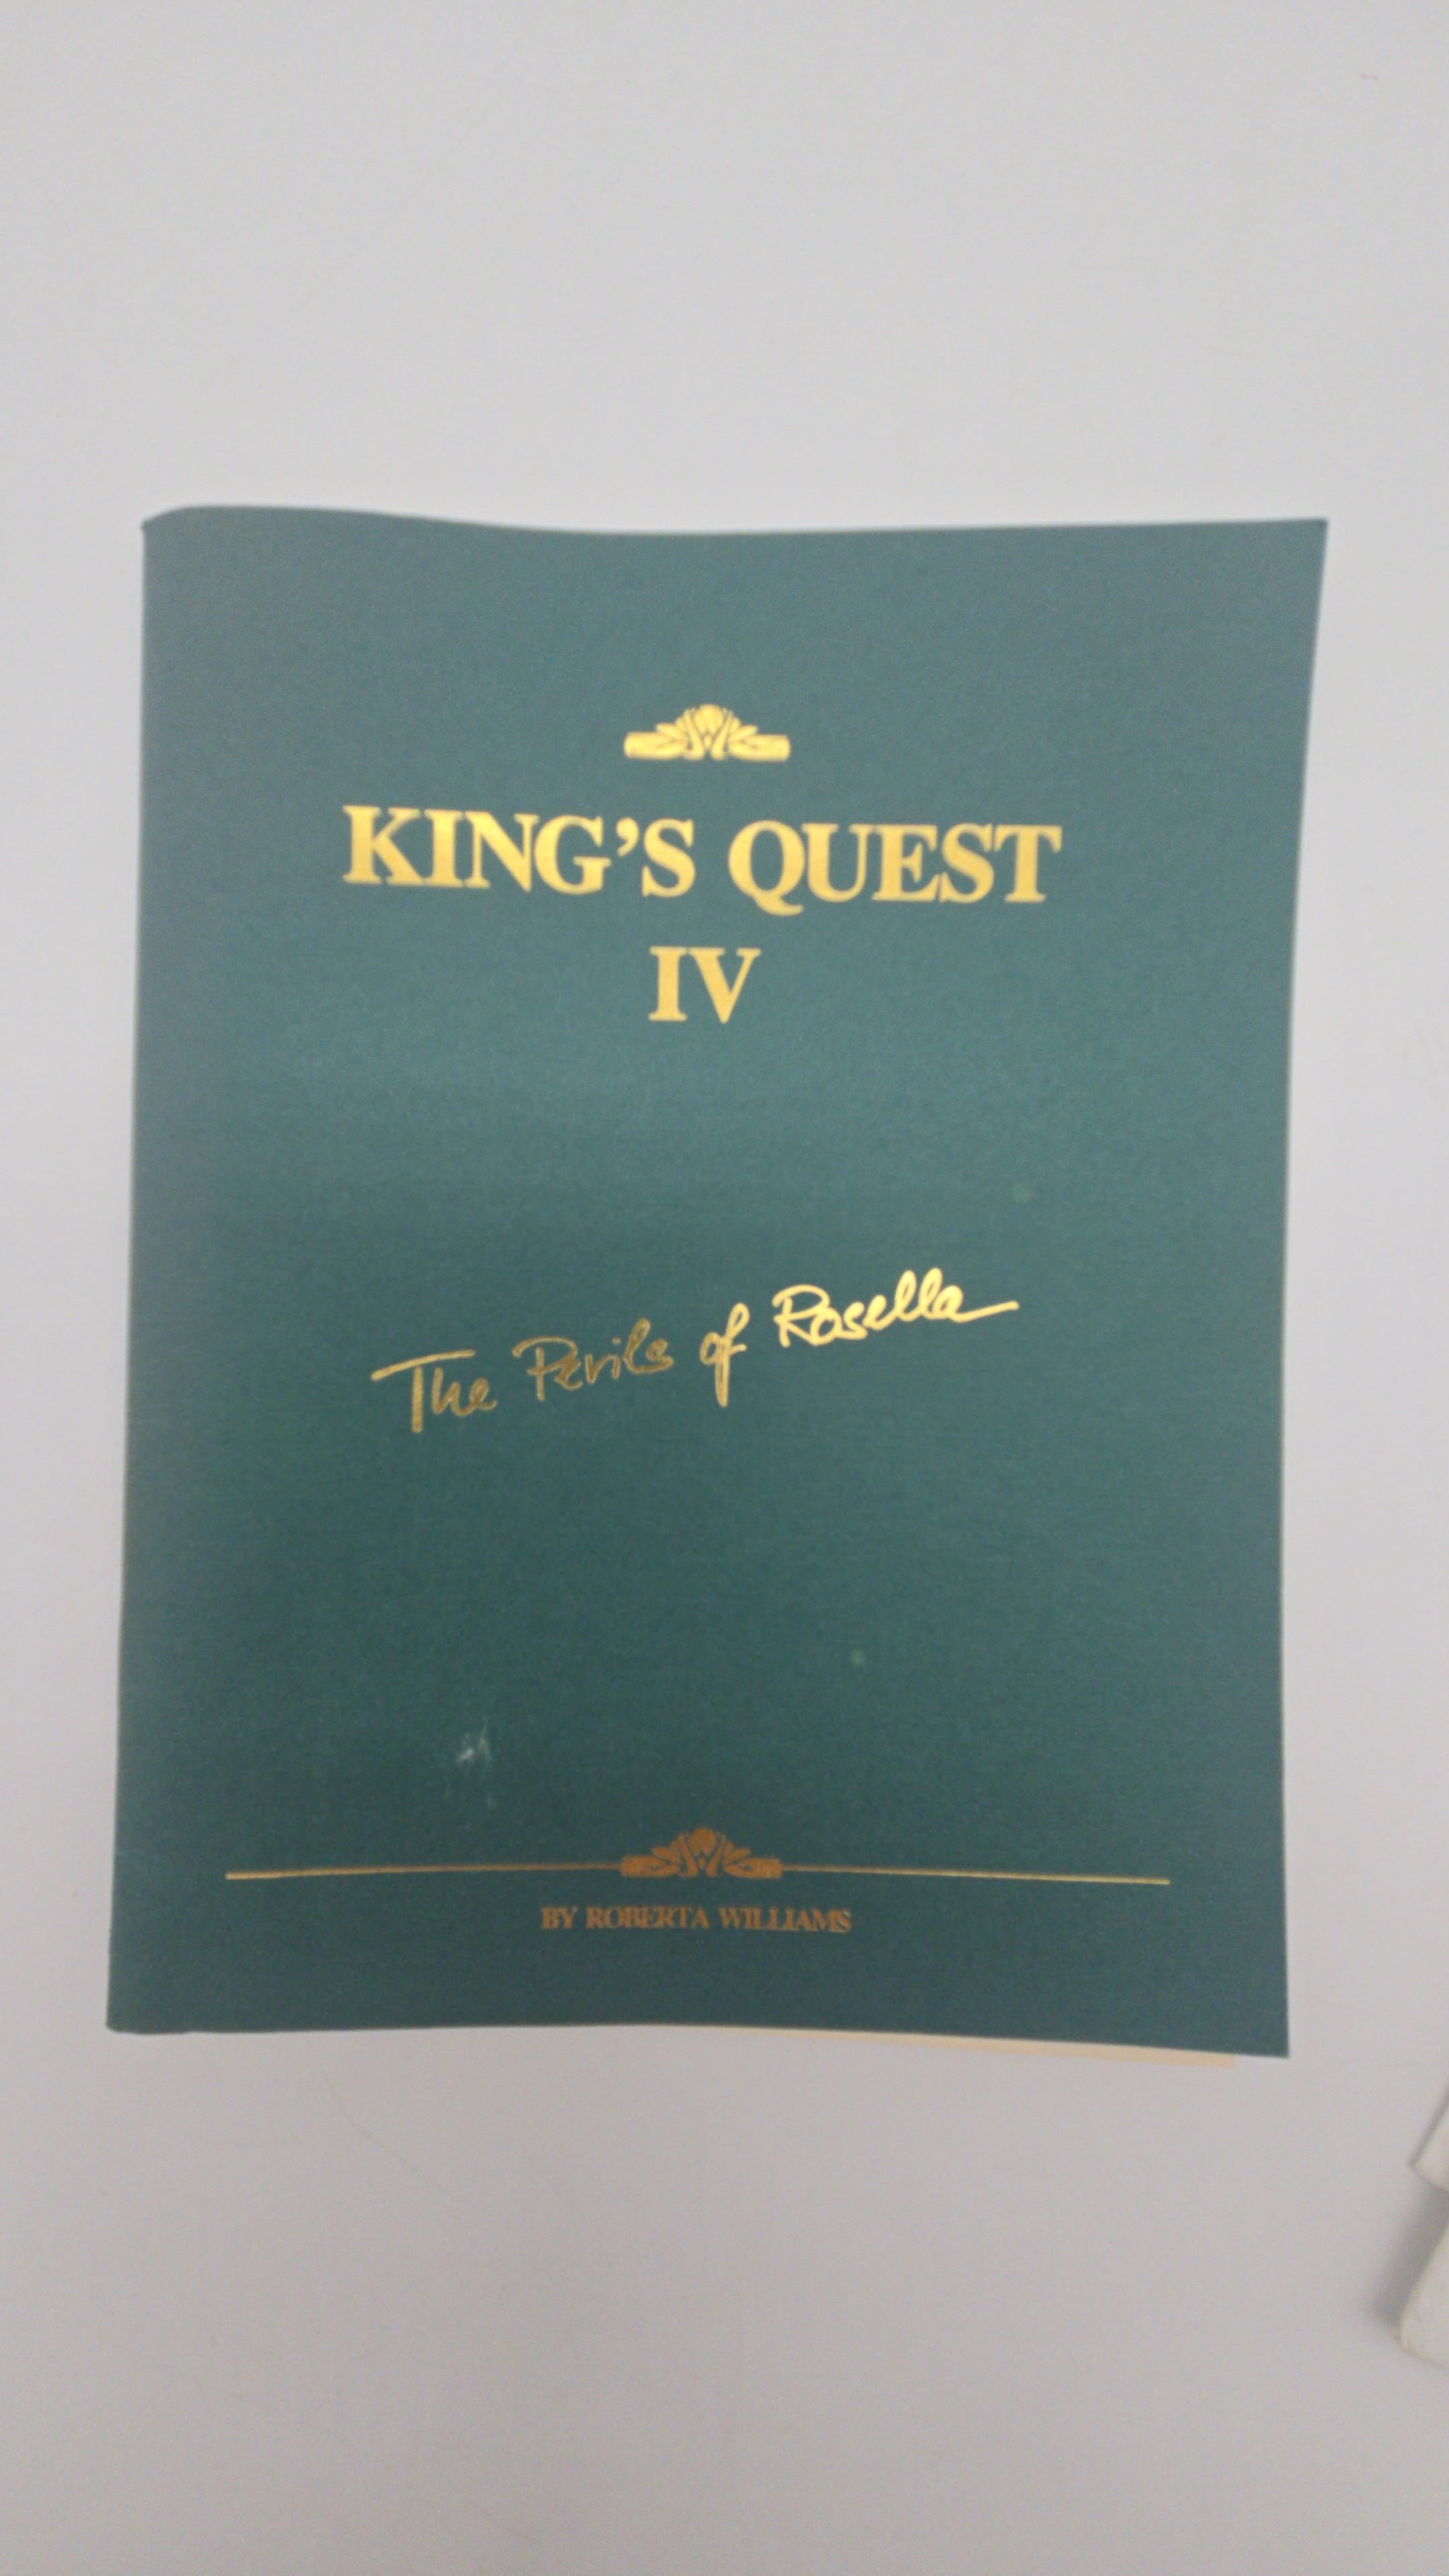 KING'S QUEST
IV
The Perils of Rosella
BY ROBERTA WILLIAMS